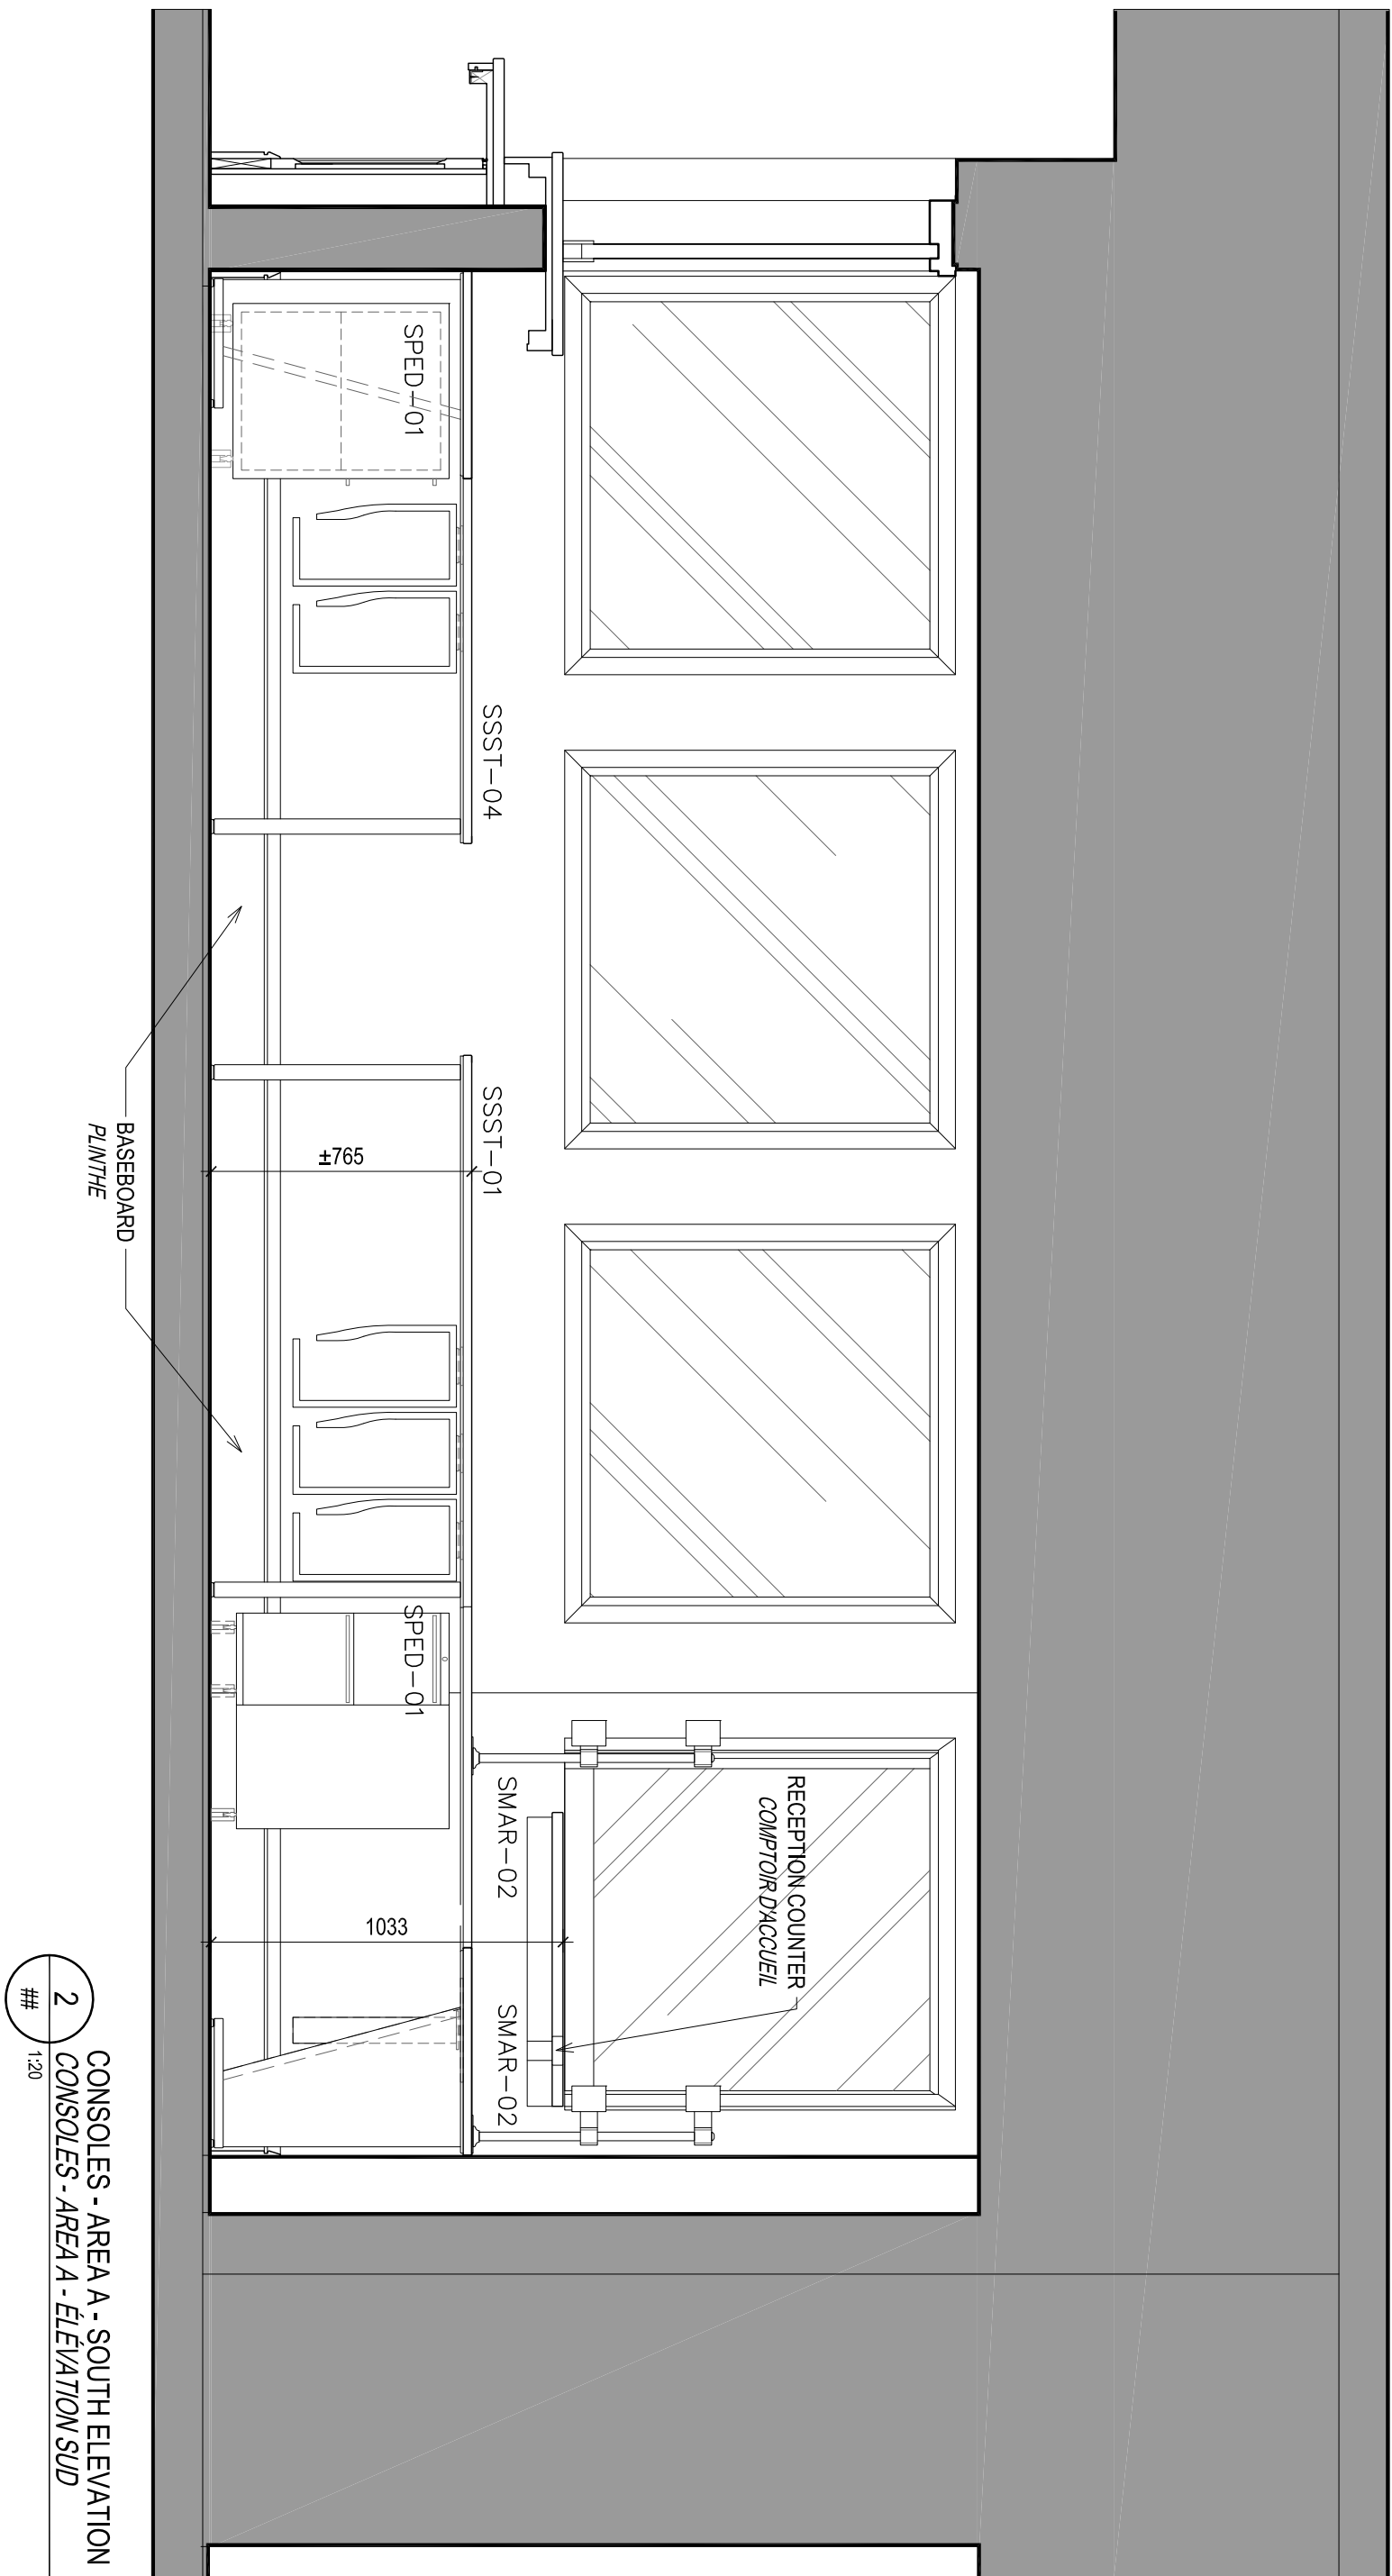 RECEPTION COUNTER
COMPTOIR D'ACCUEIL
SSST-04
SSST-01
SMAR-02
SMAR-02
SPED-01
SPED-01
±765
1033
BASEBOARD
PLINTHE
2
##
CONSOLES - AREA A - SOUTH ELEVATION
CONSOLES - AREA A - ÉLÉVATION SUD
1:20